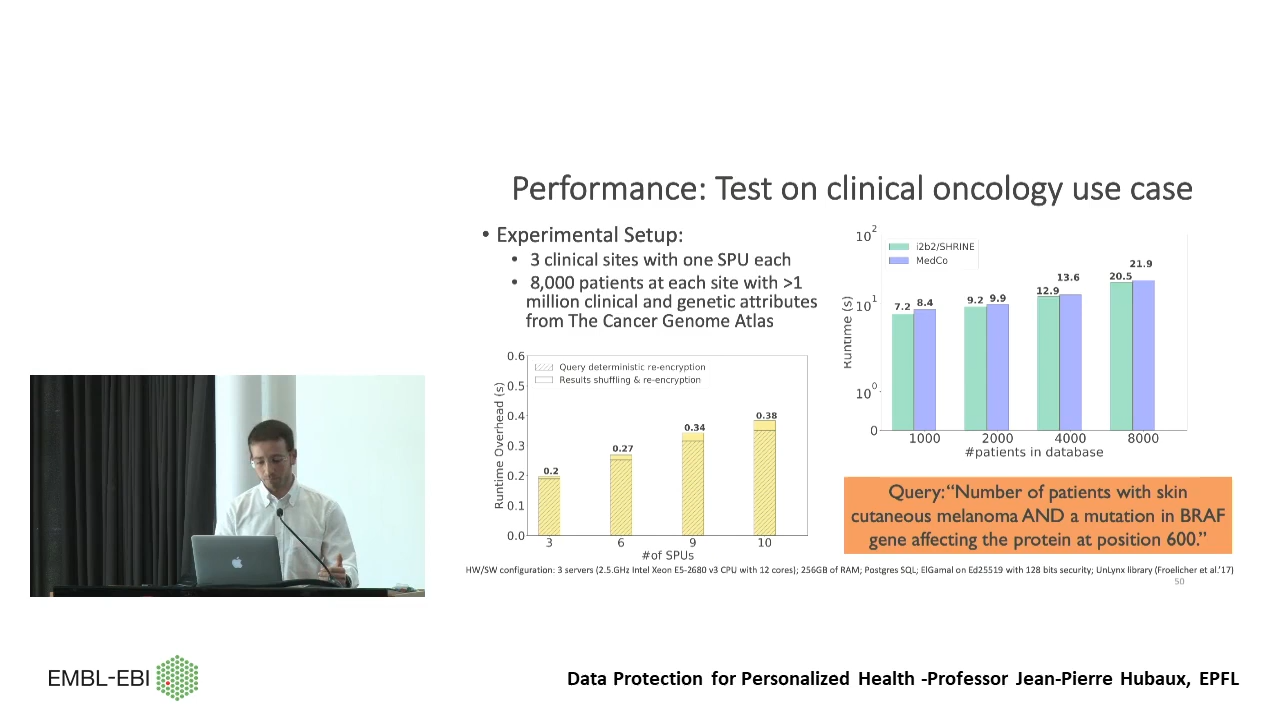 Performance: Test on clinical oncology use case
• Experimental Setup:
• 3 clinical sites with one SPU each
• 8,000 patients at each site with >1
million clinical and genetic attributes
from The Cancer Genome Atlas
0.6
0.5
0.4
0.3
0.2
0.1
0.0
Runtime Overhead (s)
Query deterministic re-encryption
Results shuffling & re-encryption
0.2
0.27
0.34
0.38
3 6 9 10
#of SPUs
10²
10¹
10⁰
0
Runtime (s)
i2b2/SHRINE
MedCo
7.2 8.4
9.2 9.9
12.9 13.6
20.5 21.9
1000 2000 4000 8000
#patients in database
Query:“Number of patients with skin
cutaneous melanoma AND a mutation in BRAF
gene affecting the protein at position 600.”
HW/SW configuration: 3 servers (2.5.GHz Intel Xeon E5-2680 v3 CPU with 12 cores); 256GB of RAM; Postgres SQL; ElGamal on Ed25519 with 128 bits security; UnLynx library (Froelicher et al.’17)
50
EMBL-EBI
Data Protection for Personalized Health -Professor Jean-Pierre Hubaux, EPFL